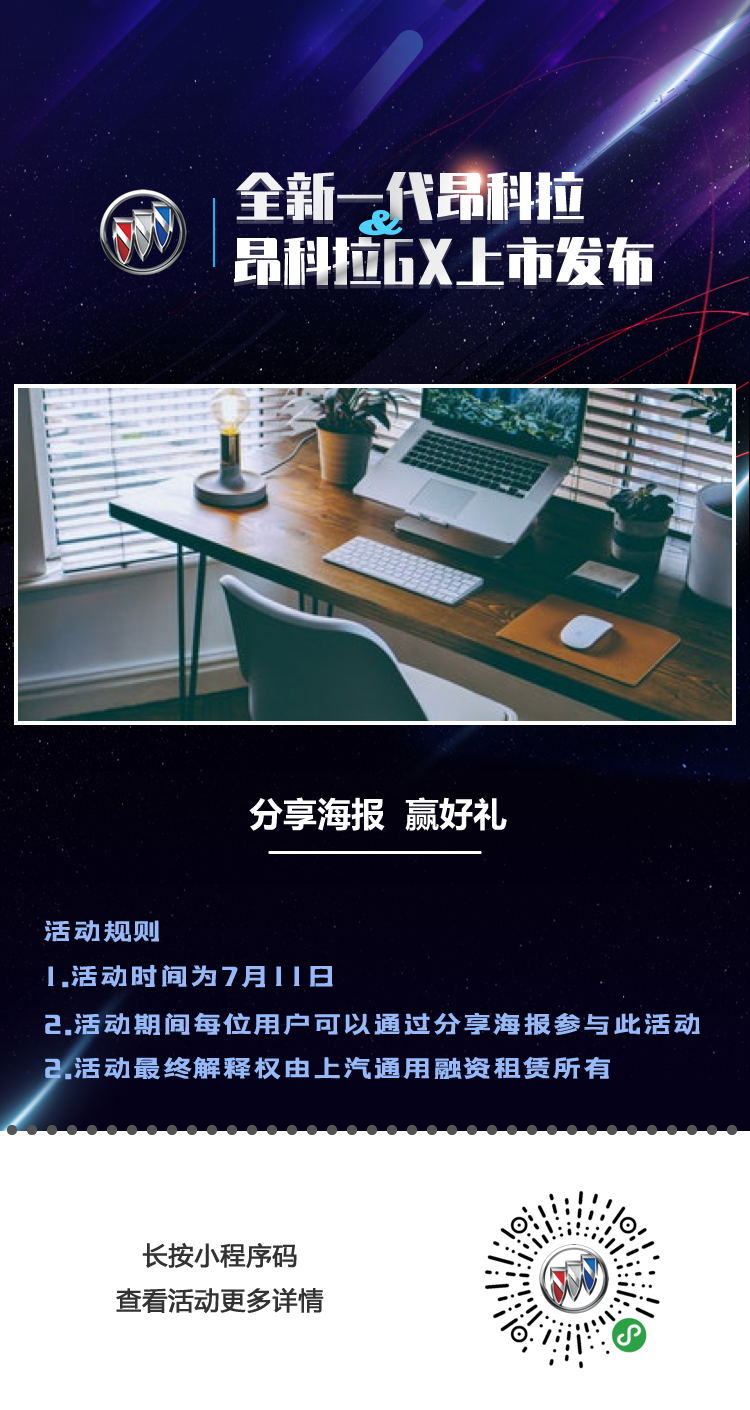 全新一代昂科拉
&
昂科拉GX上市发布
分享海报 赢好礼
活动规则
1.活动时间为7月11日
2.活动期间每位用户可以通过分享海报参与此活动
2.活动最终解释权由上汽通用融资租赁所有
长按小程序码
查看活动更多详情